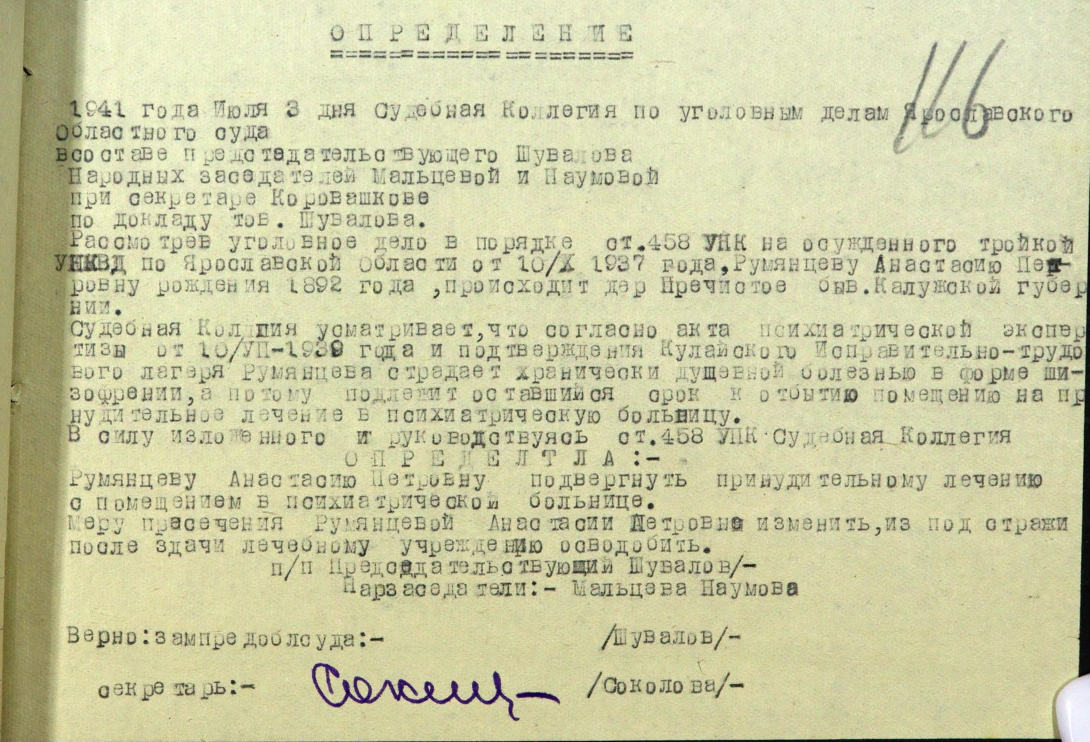 ОПРЕДЕЛЕНИЕ
166
1941 года Июля 3 дня Судебная Коллегия по уголовным делам Ярославского
Областного суда
всоставе председательствующего Шувалова
Народных заседателей Мальцевой и Наумовой
при секретаре Коровашкове
по докладу тов. Шувалова.
Рассмотрев уголовное дело в порядке ст.458 УПК на осужденного тройкой
УНКВД по Ярославской Области от 10/X 1937 года,Румянцеву Анастасию Пет-
ровну рождения 1892 года ,происходит дер Пречистое быв.Калужской губер
нии.
Судебная Коллгия усматривает,что согласно акта психиатрической экспер
тизы от 10/УП-1939 года и подтверждения Кулайского Исправительно-трудо
вого лагеря Румянцева страдает хранически душевной болезнью в форме ши-
зофрении,а потому подлежит оставшийся срок к отбытию помещению на пр
нудительное лечение в психиатрическую больницу.
В силу изложенного и руководствуясь ст.458 УПК Судебная Коллегия
ОПРЕДЕЛТЛА:-
Румянцеву Анастасию Петровну подвергнуть принудительному лечению
с помещением в психиатрической больнице.
Меру прасечения Румянцевой Анастасии Петровне изменить,из под стражи
после здачи лечебному учреждению осводобить.
п/п Председательствующий Шувалов/-
Нарзаседатели:- Мальцева Наумова
Верно:зампредоблсуда:- /Шувалов/-
секретарь:- /Соколова/-